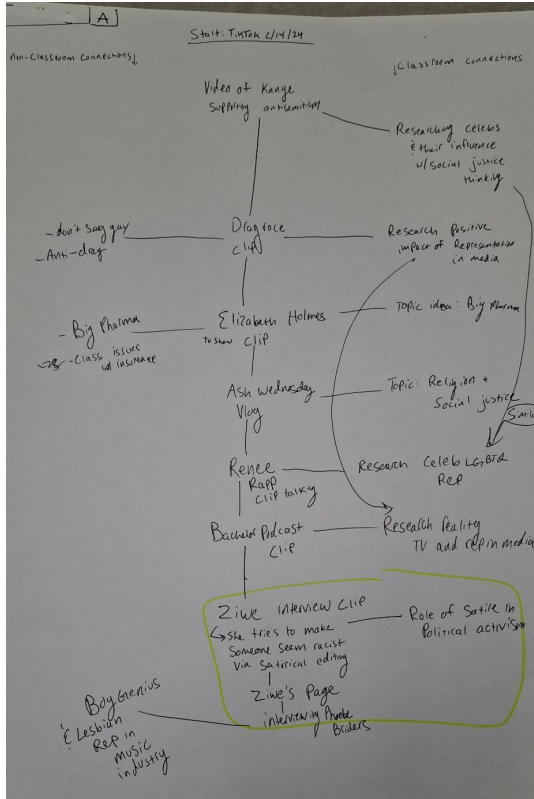 A
Start: TikTok 2/14/24
Non-Classroom Connections↓
↓Classroom connections
Video of Kanye
supporting antisemitism
Researching celebs
& their influence
w/social justice
thinking
- don't say gay
- Anti-drag
Dragrace
clip
Research positive
impact of Representation
in media
- Big Pharma
- Class issues
w/ insurance
Elizabeth Holmes
TV show clip
Topic idea: Big Pharma
Ash Wednesday
Vlog
Topic: Religion +
Social justice
Renee
Rapp
Clip talking
Research Celeb LGBTQ
REP
Bachelor Podcast
Clip
Research Reality
TV and rep in media
Ziwe interview clip
↳She tries to make
Someone seem racist
via satirical editing
Role of Satire in
Political activism
Ziwe's Page
interviewing Phoebe
Briders
Boy Genius
& Lesbian
Rep in
music
industry